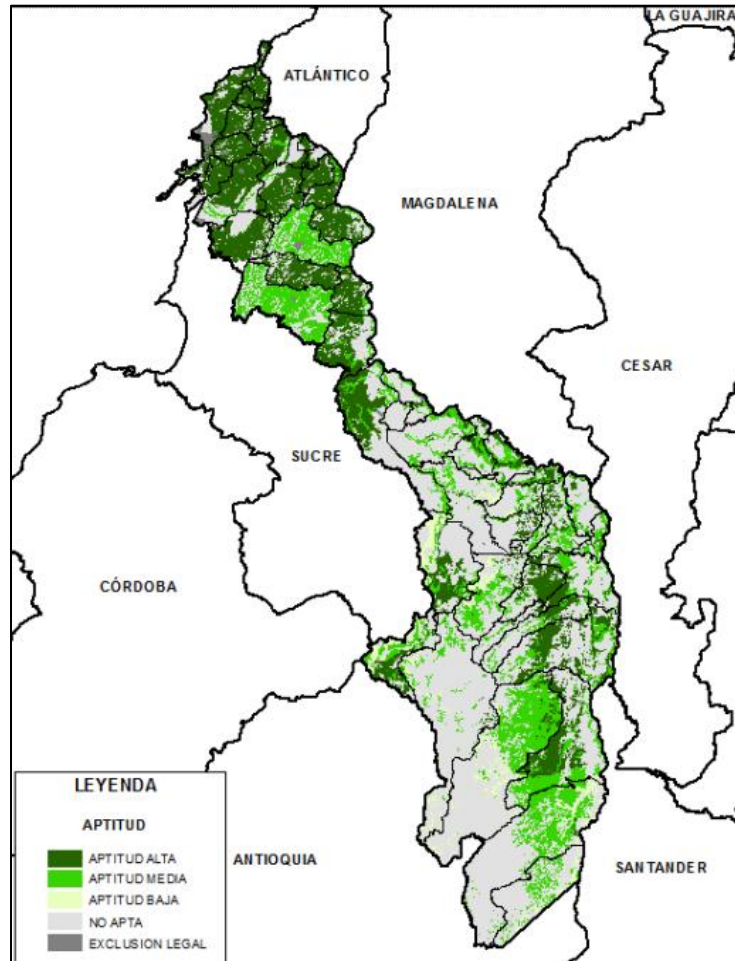 LA GUAJIRA
ATLÁNTICO
MAGDALENA
CESAR
SUCRE
CÓRDOBA
ANTIOQUIA
SANTANDER
LEYENDA
APTITUD
APTITUD ALTA
APTITUD MEDIA
APTITUD BAJA
NO APTA
EXCLUSION LEGAL